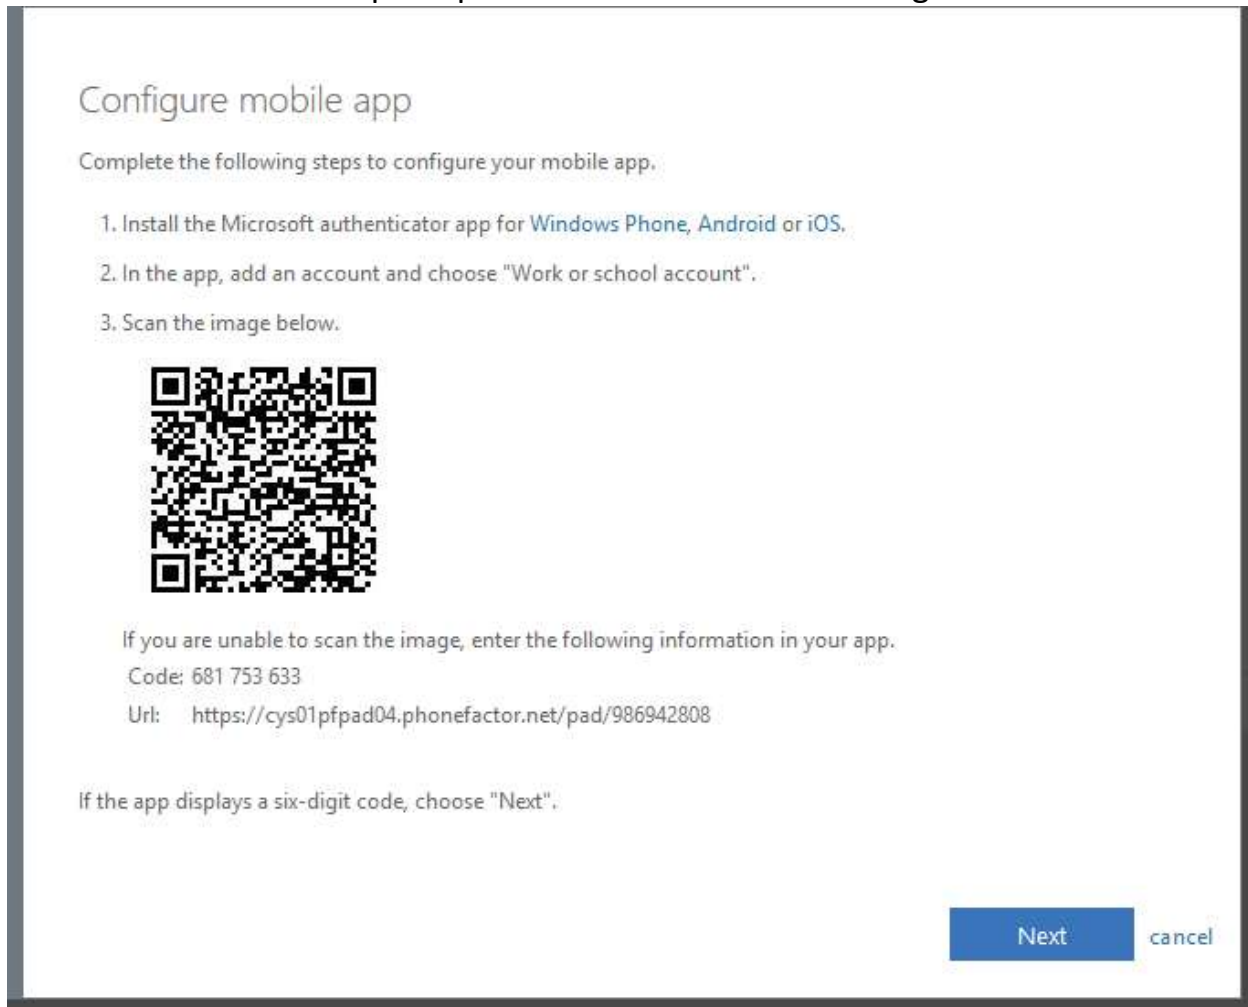 Configure mobile app
Complete the following steps to configure your mobile app.
1. Install the Microsoft authenticator app for Windows Phone, Android or iOS.
2. In the app, add an account and choose "Work or school account".
3. Scan the image below.
If you are unable to scan the image, enter the following information in your app.
Code: 681 753 633
Url: https://cys01pfpad04.phonefactor.net/pad/986942808
If the app displays a six-digit code, choose "Next".
Next cancel